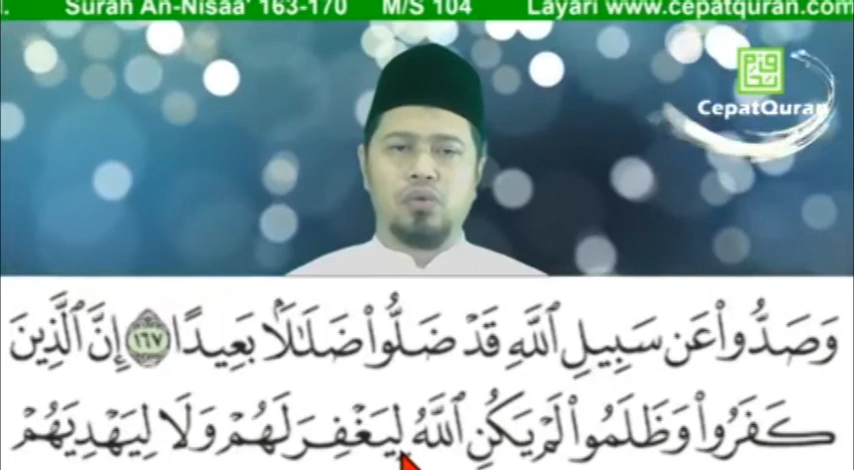 Surah An-Nisaa' 163-170 M/S 104 Layari www.cepatquran.com
CepatQuran
وَصَدُّوا۟ عَن سَبِيلِ ٱللَّهِ قَدْ ضَلُّوا۟ ضَلَـٰلًۢا بَعِيدًا ١٦٧ إِنَّ ٱلَّذِينَ
كَفَرُوا۟ وَظَلَمُوا۟ لَمْ يَكُنِ ٱللَّهُ لِيَغْفِرَ لَهُمْ وَلَا لِيَهْدِيَهُمْ